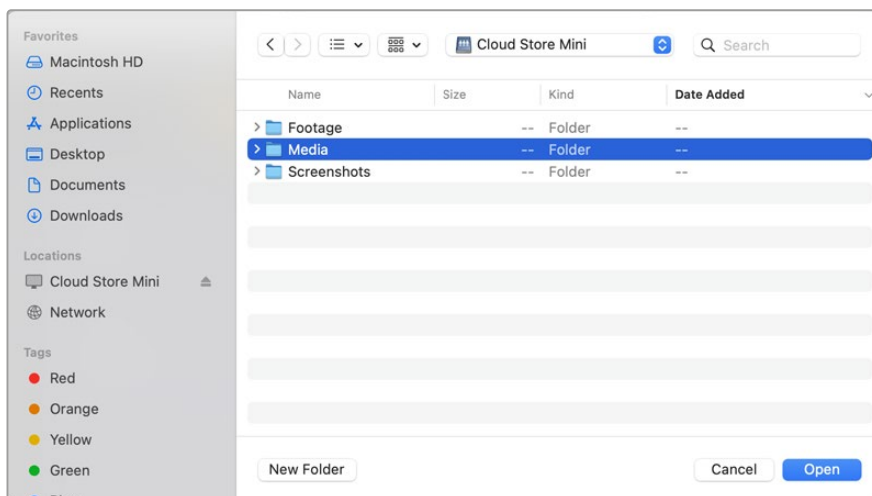 Favorites
Macintosh HD
Recents
Applications
Desktop
Documents
Downloads
Locations
Cloud Store Mini
Network
Tags
Red
Orange
Yellow
Green
Cloud Store Mini
Search
Name Size Kind Date Added
Footage -- Folder --
Media -- Folder --
Screenshots -- Folder --
New Folder Cancel Open